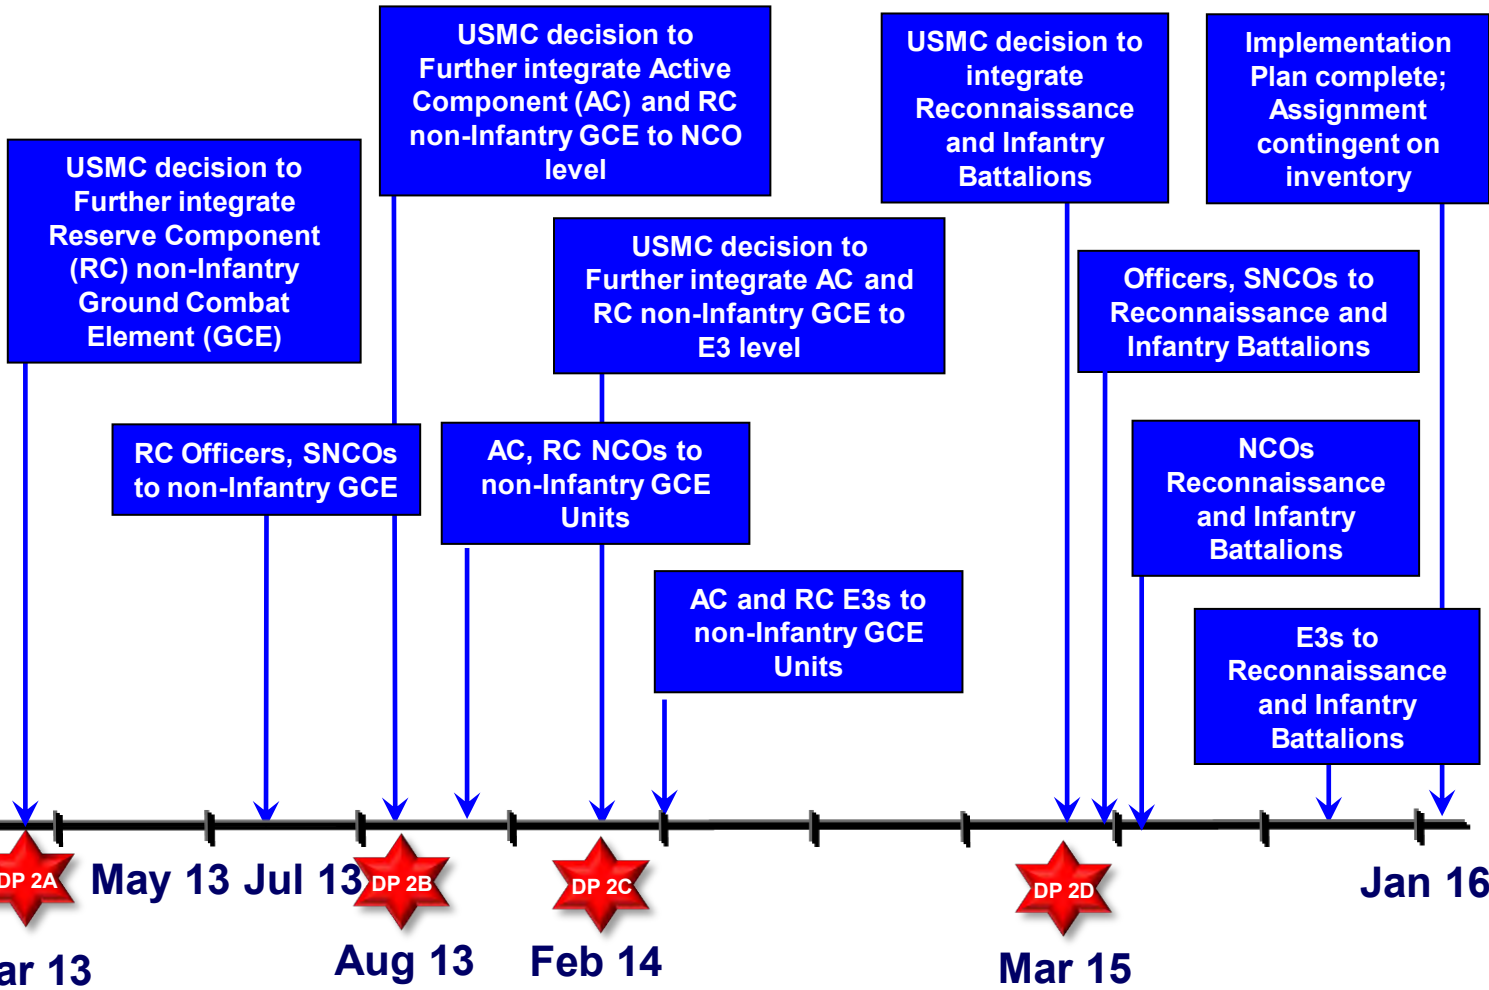 USMC decision to
Further integrate
Reserve Component
(RC) non-Infantry
Ground Combat
Element (GCE)
USMC decision to
Further integrate Active
Component (AC) and RC
non-Infantry GCE to NCO
level
USMC decision to
Further integrate AC and
RC non-Infantry GCE to
E3 level
USMC decision to
integrate
Reconnaissance
and Infantry
Battalions
Implementation
Plan complete;
Assignment
contingent on
inventory
Officers, SNCOs to
Reconnaissance and
Infantry Battalions
RC Officers, SNCOs
to non-Infantry GCE
AC, RC NCOs to
non-Infantry GCE
Units
NCOs
Reconnaissance
and Infantry
Battalions
AC and RC E3s to
non-Infantry GCE
Units
E3s to
Reconnaissance
and Infantry
Battalions
DP 2A
May 13
Jul 13
DP 2B
DP 2C
DP 2D
Jan 16
ar 13
Aug 13
Feb 14
Mar 15